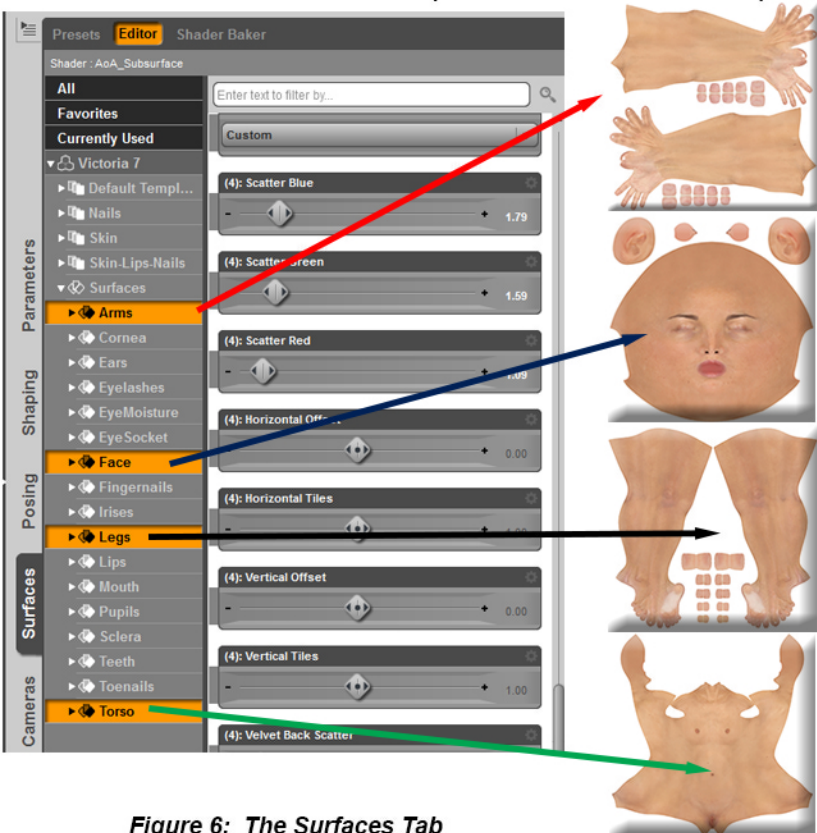 Presets Editor Shader Baker
Shader : AoA_Subsurface
All
Favorites
Currently Used
Victoria 7
Default Templ...
Nails
Skin
Skin-Lips-Nails
Surfaces
Arms
Cornea
Ears
Eyelashes
EyeMoisture
EyeSocket
Face
Fingernails
Irises
Legs
Lips
Mouth
Pupils
Sclera
Teeth
Toenails
Torso
Enter text to filter by...
Custom
(4): Scatter Blue
- + 1.79
(4): Scatter Green
- + 1.59
(4): Scatter Red
- + 1.09
(4): Horizontal Offset
- + 0.00
(4): Horizontal Tiles
- + 1.00
(4): Vertical Offset
- + 0.00
(4): Vertical Tiles
- + 1.00
(4): Velvet Back Scatter
Parameters
Shaping
Posing
Surfaces
Cameras
Figure 6: The Surfaces Tab